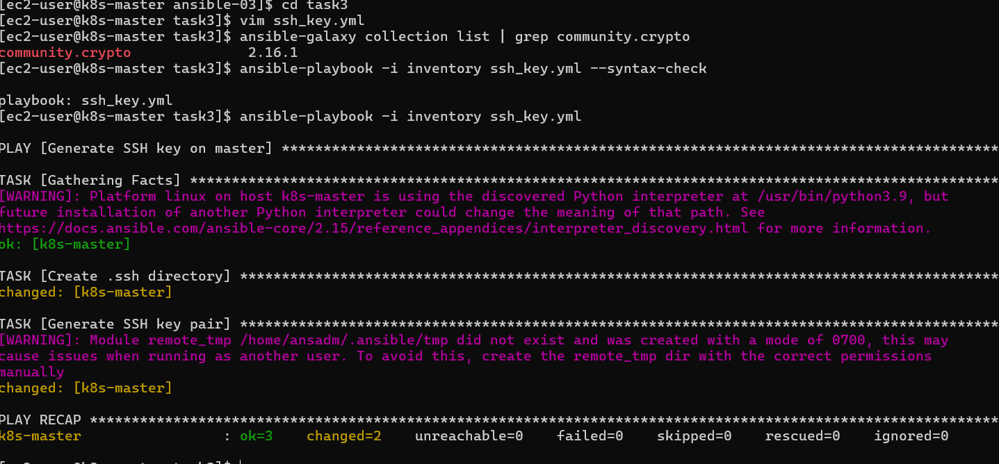 [ec2-user@k8s-master ansible-03]$ cd task3
[ec2-user@k8s-master task3]$ vim ssh_key.yml
[ec2-user@k8s-master task3]$ ansible-galaxy collection list | grep community.crypto
community.crypto              2.16.1
[ec2-user@k8s-master task3]$ ansible-playbook -i inventory ssh_key.yml --syntax-check

playbook: ssh_key.yml
[ec2-user@k8s-master task3]$ ansible-playbook -i inventory ssh_key.yml

PLAY [Generate SSH key on master] **************************************************************************************

TASK [Gathering Facts] *************************************************************************************************
[WARNING]: Platform linux on host k8s-master is using the discovered Python interpreter at /usr/bin/python3.9, but
future installation of another Python interpreter could change the meaning of that path. See
https://docs.ansible.com/ansible-core/2.15/reference_appendices/interpreter_discovery.html for more information.
ok: [k8s-master]

TASK [Create .ssh directory] *******************************************************************************************
changed: [k8s-master]

TASK [Generate SSH key pair] *******************************************************************************************
[WARNING]: Module remote_tmp /home/ansadm/.ansible/tmp did not exist and was created with a mode of 0700, this may
cause issues when running as another user. To avoid this, create the remote_tmp dir with the correct permissions
manually
changed: [k8s-master]

PLAY RECAP *************************************************************************************************************
k8s-master                 : ok=3    changed=2    unreachable=0    failed=0    skipped=0    rescued=0    ignored=0